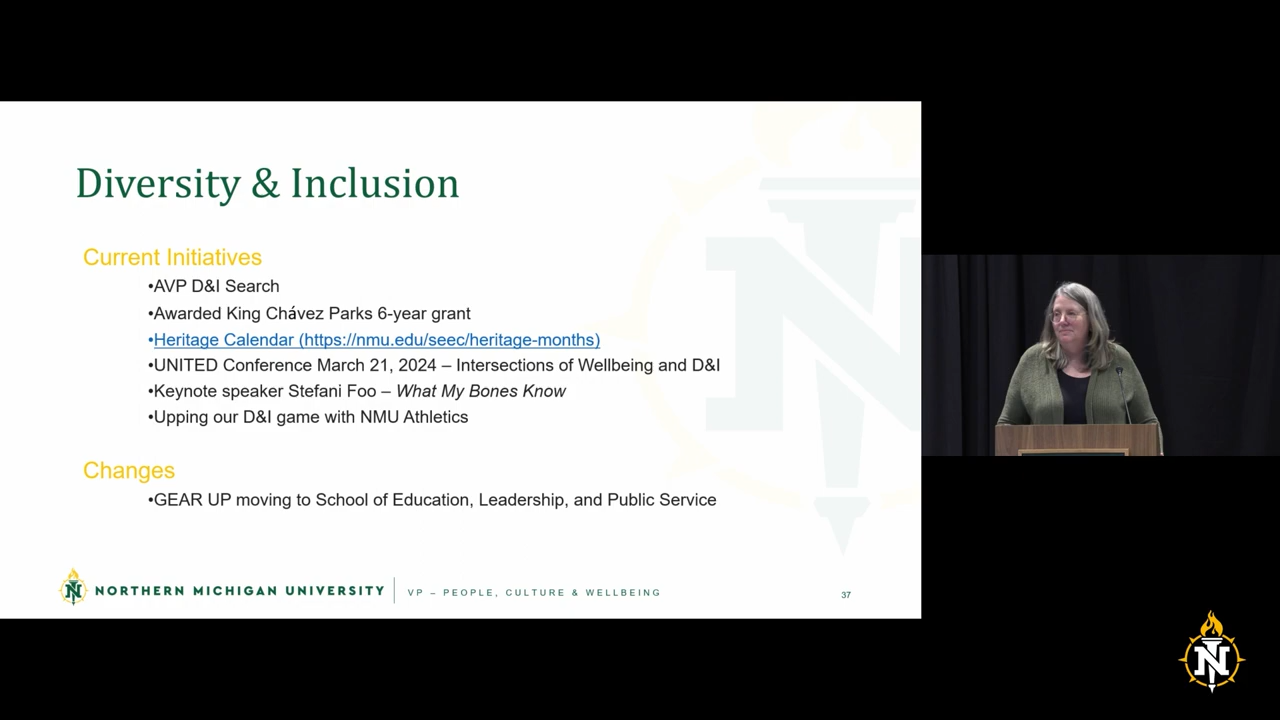 Diversity & Inclusion
Current Initiatives
•AVP D&I Search
•Awarded King Chávez Parks 6-year grant
•Heritage Calendar (https://nmu.edu/seec/heritage-months)
•UNITED Conference March 21, 2024 – Intersections of Wellbeing and D&I
•Keynote speaker Stefani Foo – What My Bones Know
•Upping our D&I game with NMU Athletics
Changes
•GEAR UP moving to School of Education, Leadership, and Public Service
N
NORTHERN MICHIGAN UNIVERSITY
VP – PEOPLE, CULTURE & WELLBEING
37
N